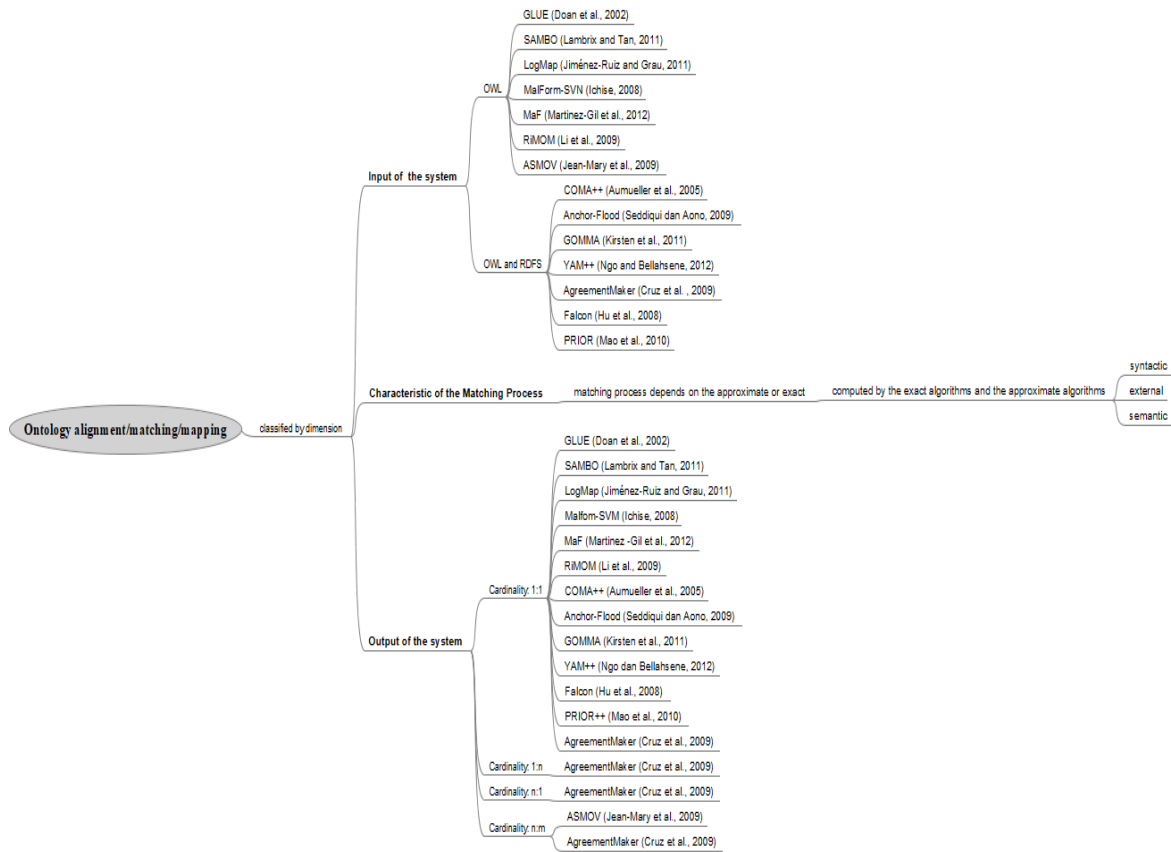 Ontology alignment/matching/mapping
classified by dimension
Input of the system
OWL
GLUE (Doan et al., 2002)
SAMBO (Lambrix and Tan, 2011)
LogMap (Jiménez-Ruiz and Grau, 2011)
MalForm-SVN (Ichise, 2008)
MaF (Martinez-Gil et al., 2012)
RiMOM (Li et al., 2009)
ASMOV (Jean-Mary et al., 2009)
OWL and RDFS
COMA++ (Aumueller et al., 2005)
Anchor-Flood (Seddiqui dan Aono, 2009)
GOMMA (Kirsten et al., 2011)
YAM++ (Ngo and Bellahsene, 2012)
AgreementMaker (Cruz et al. , 2009)
Falcon (Hu et al., 2008)
PRIOR (Mao et al., 2010)
Characteristic of the Matching Process
matching process depends on the approximate or exact
computed by the exact algorithms and the approximate algorithms
syntactic
external
semantic
Output of the system
Cardinality: 1:1
GLUE (Doan et al., 2002)
SAMBO (Lambrix and Tan, 2011)
LogMap (Jiménez-Ruiz and Grau, 2011)
Malfom-SVM (Ichise, 2008)
MaF (Martinez -Gil et al., 2012)
RiMOM (Li et al., 2009)
COMA++ (Aumueller et al., 2005)
Anchor-Flood (Seddiqui dan Aono, 2009)
GOMMA (Kirsten et al., 2011)
YAM++ (Ngo dan Bellahsene, 2012)
Falcon (Hu et al., 2008)
PRIOR++ (Mao et al., 2010)
AgreementMaker (Cruz et al., 2009)
Cardinality: 1:n
AgreementMaker (Cruz et al., 2009)
Cardinality: n:1
AgreementMaker (Cruz et al., 2009)
Cardinality: n:m
ASMOV (Jean-Mary et al., 2009)
AgreementMaker (Cruz et al., 2009)